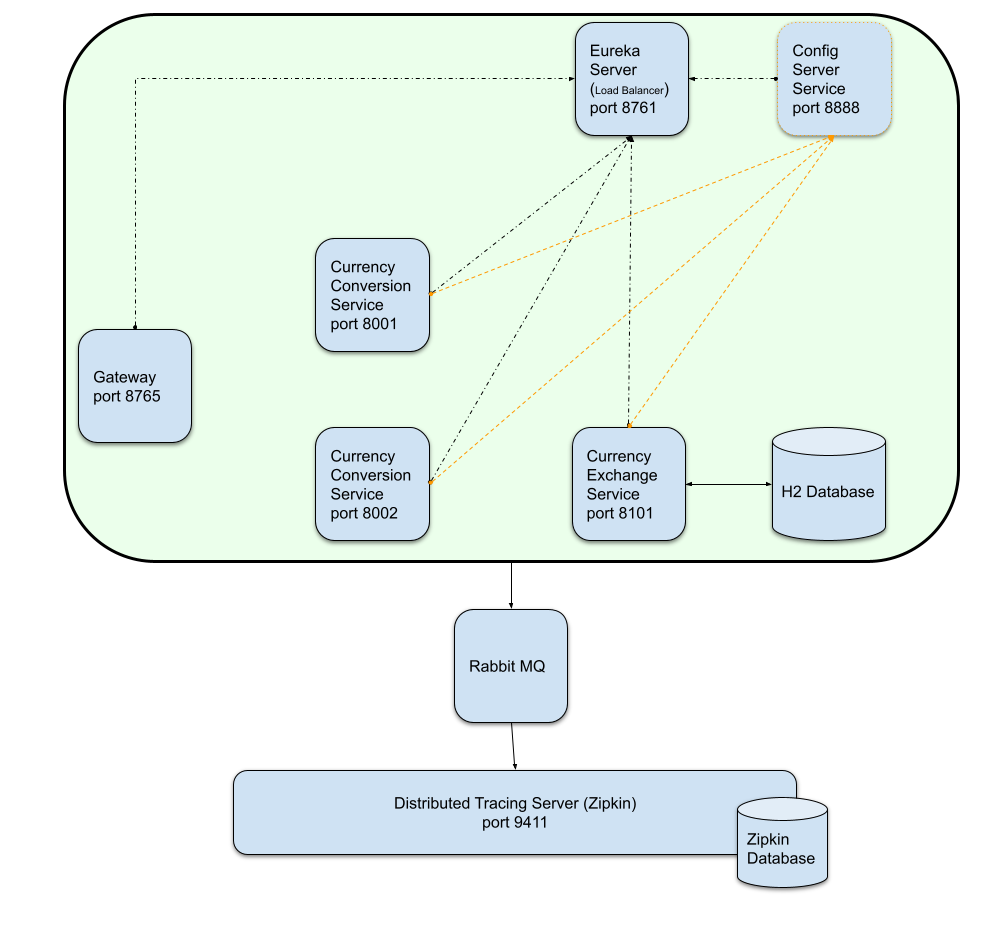 Eureka
Server
(Load Balancer)
port 8761
Config
Server
Service
port 8888
Currency
Conversion
Service
port 8001
Gateway
port 8765
Currency
Conversion
Service
port 8002
Currency
Exchange
Service
port 8101
H2 Database
Rabbit MQ
Distributed Tracing Server (Zipkin)
port 9411
Zipkin
Database